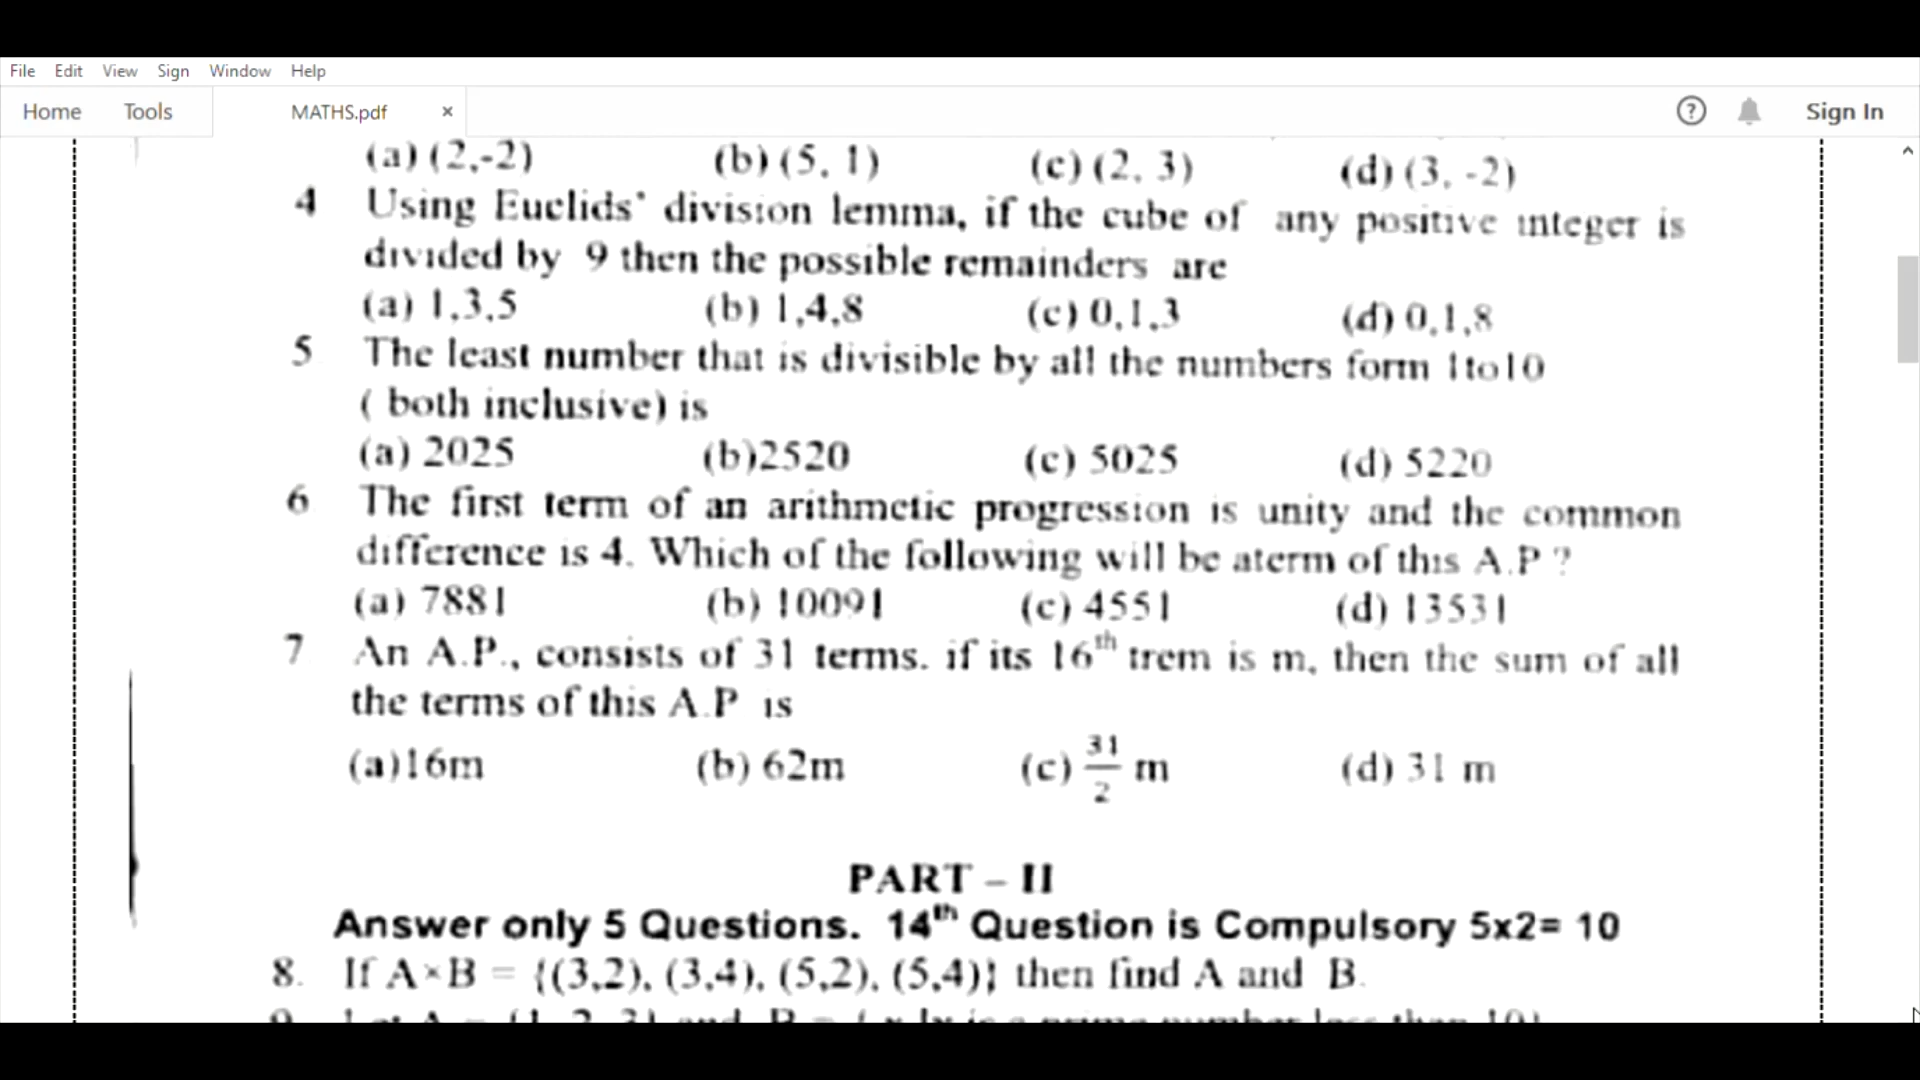 File Edit View Sign Window Help
Home Tools MATHS.pdf × ? Sign In
(a) (2,-2) (b) (5, 1) (c) (2, 3) (d) (3, -2)
4 Using Euclids' division lemma, if the cube of any positive integer is
divided by 9 then the possible remainders are
(a) 1,3,5 (b) 1,4,8 (c) 0,1,3 (d) 0,1,8
5 The least number that is divisible by all the numbers form 1to10
( both inclusive) is
(a) 2025 (b)2520 (c) 5025 (d) 5220
6 The first term of an arithmetic progression is unity and the common
difference is 4. Which of the following will be aterm of this A.P ?
(a) 7881 (b) 10091 (c) 4551 (d) 13531
7 An A.P., consists of 31 terms. if its 16th trem is m, then the sum of all
the terms of this A.P is
(a)16m (b) 62m (c) 31/2 m (d) 31 m
PART – II
Answer only 5 Questions. 14th Question is Compulsory 5x2= 10
8. If A×B = {(3,2), (3,4), (5,2), (5,4)} then find A and B.